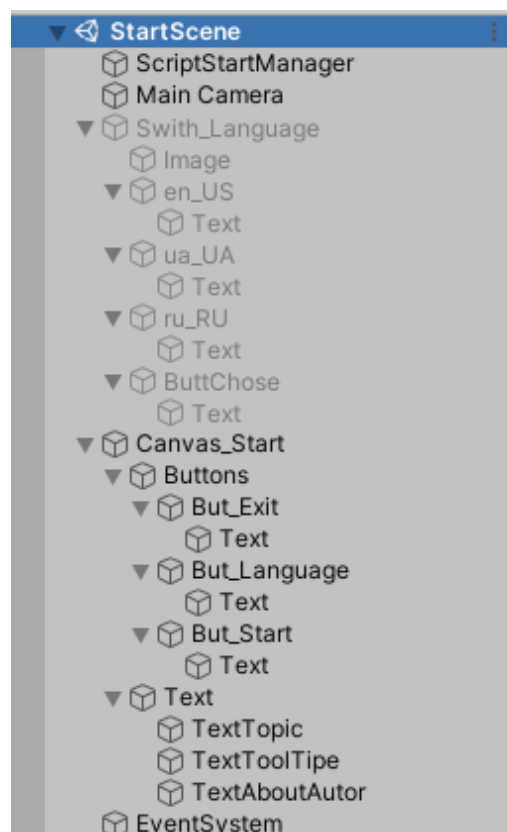 StartScene
ScriptStartManager
Main Camera
Swith_Language
Image
en_US
Text
ua_UA
Text
ru_RU
Text
ButtChose
Text
Canvas_Start
Buttons
But_Exit
Text
But_Language
Text
But_Start
Text
Text
TextTopic
TextToolTipe
TextAboutAutor
EventSystem